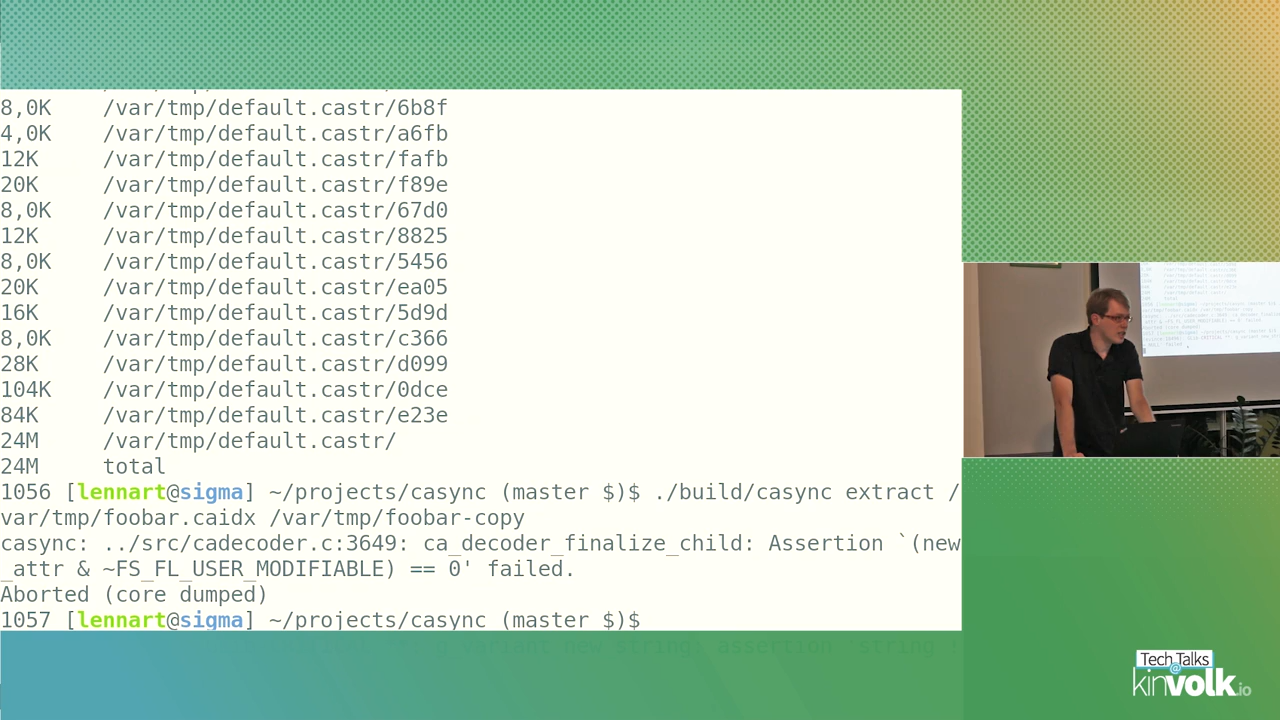 8,0K /var/tmp/default.castr/6b8f
4,0K /var/tmp/default.castr/a6fb
12K /var/tmp/default.castr/fafb
20K /var/tmp/default.castr/f89e
8,0K /var/tmp/default.castr/67d0
12K /var/tmp/default.castr/8825
8,0K /var/tmp/default.castr/5456
20K /var/tmp/default.castr/ea05
16K /var/tmp/default.castr/5d9d
8,0K /var/tmp/default.castr/c366
28K /var/tmp/default.castr/d099
104K /var/tmp/default.castr/0dce
84K /var/tmp/default.castr/e23e
24M /var/tmp/default.castr/
24M total
1056 [lennart@sigma] ~/projects/casync (master $)$ ./build/casync extract /
var/tmp/foobar.caidx /var/tmp/foobar-copy
casync: ../src/cadecoder.c:3649: ca_decoder_finalize_child: Assertion `(new
_attr & ~FS_FL_USER_MODIFIABLE) == 0' failed.
Aborted (core dumped)
1057 [lennart@sigma] ~/projects/casync (master $)$
g_variant_new_string: assertion 'string !
Tech Talks
@
kinvolk.io